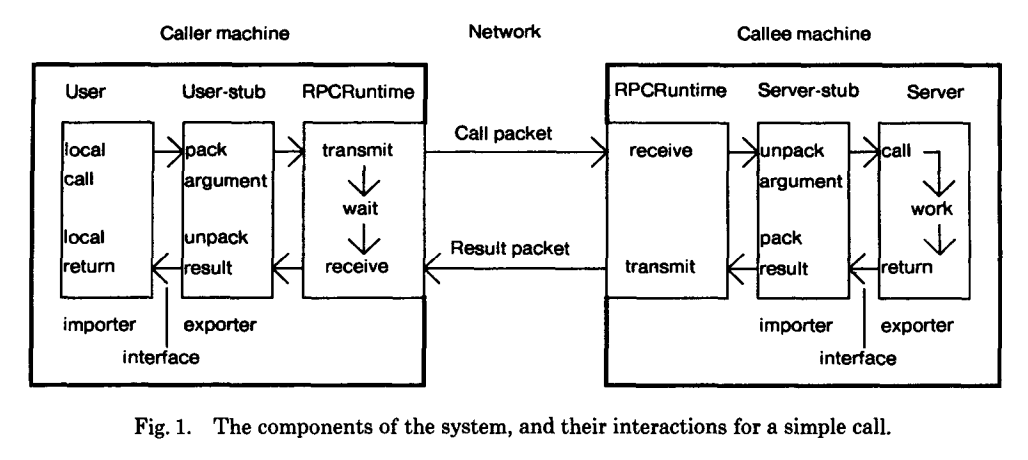 Caller machine Network Callee machine
User User-stub RPCRuntime RPCRuntime Server-stub Server
local pack transmit Call packet receive unpack call
call argument argument
wait work
local unpack pack
return result receive Result packet transmit result return
importer exporter importer exporter
interface interface
Fig. 1. The components of the system, and their interactions for a simple call.